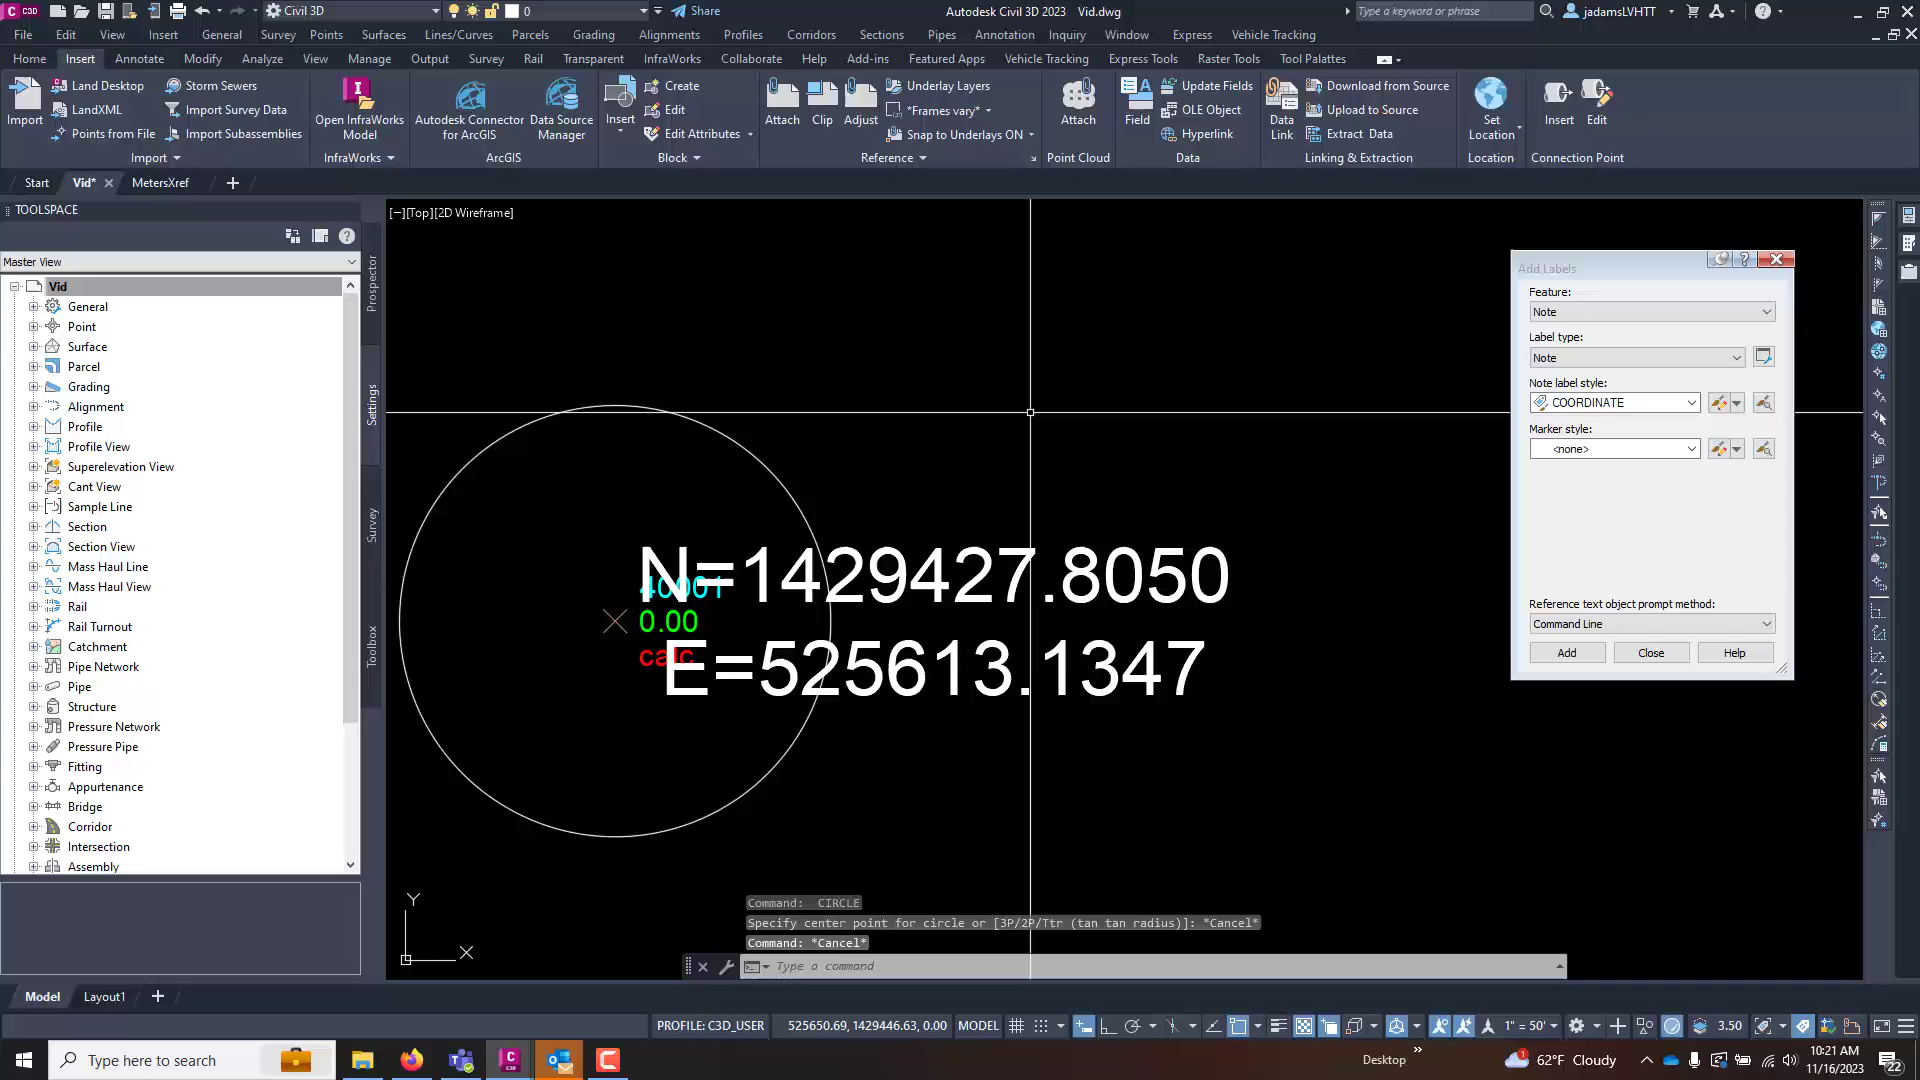 C3D
Civil 3D
0
Share
Autodesk Civil 3D 2023 Vid.dwg
Type a keyword or phrase
jadamsLVHTT
File Edit View Insert General Survey Points Surfaces Lines/Curves Parcels Grading Alignments Profiles Corridors Sections Pipes Annotation Inquiry Window Express Vehicle Tracking
Home Insert Annotate Modify Analyze View Manage Output Survey Rail Transparent InfraWorks Collaborate Help Add-ins Featured Apps Vehicle Tracking Express Tools Raster Tools Tool Palettes
Import
Land Desktop
LandXML
Points from File
Storm Sewers
Import Survey Data
Import Subassemblies
Import
Open InfraWorks
Model
InfraWorks
Autodesk Connector
for ArcGIS
Data Source
Manager
ArcGIS
Insert
Create
Edit
Edit Attributes
Block
Attach
Clip
Adjust
Underlay Layers
*Frames vary*
Snap to Underlays ON
Reference
Attach
Point Cloud
Field
Update Fields
OLE Object
Hyperlink
Data
Data
Link
Download from Source
Upload to Source
Extract Data
Linking & Extraction
Set
Location
Location
Insert
Edit
Connection Point
Start
Vid*
MetersXref
TOOLSPACE
Master View
Vid
General
Point
Surface
Parcel
Grading
Alignment
Profile
Profile View
Superelevation View
Cant View
Sample Line
Section
Section View
Mass Haul Line
Mass Haul View
Rail
Rail Turnout
Catchment
Pipe Network
Pipe
Structure
Pressure Network
Pressure Pipe
Fitting
Appurtenance
Bridge
Corridor
Intersection
Assembly
Prospector
Settings
Survey
Toolbox
[−][Top][2D Wireframe]
N=1429427.8050
40001
0.00
calc
E=525613.1347
Y
X
Add Labels
Feature:
Note
Label type:
Note
Note label style:
COORDINATE
Marker style:
<none>
Reference text object prompt method:
Command Line
Add
Close
Help
Command: CIRCLE
Specify center point for circle or [3P/2P/Ttr (tan tan radius)]: *Cancel*
Command: *Cancel*
Type a command
Model
Layout1
PROFILE: C3D_USER
525650.69, 1429446.63, 0.00
MODEL
1" = 50'
3.50
Type here to search
Desktop
62°F Cloudy
10:21 AM
11/16/2023
22